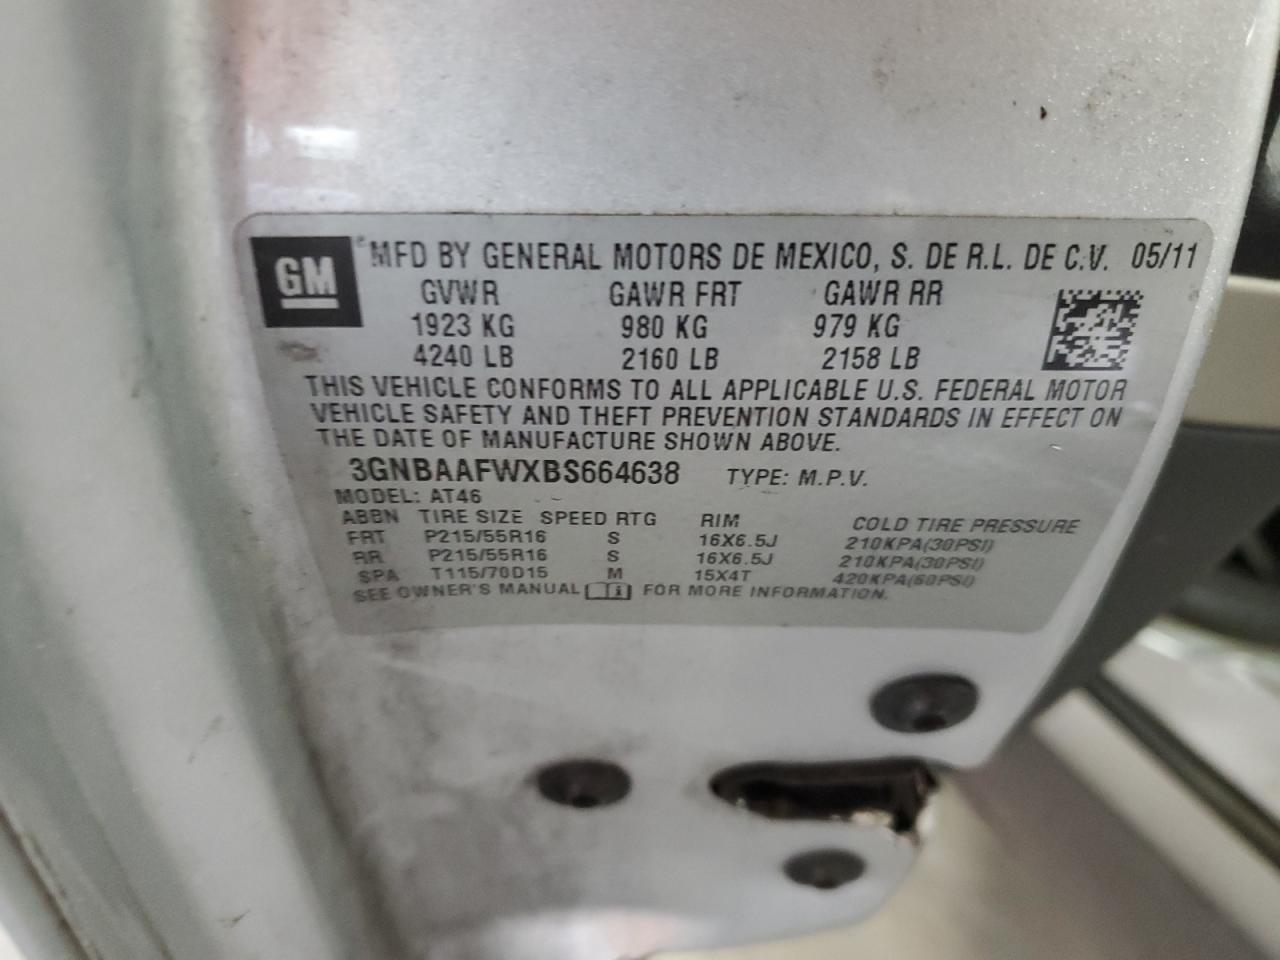 GM ® MFD BY GENERAL MOTORS DE MEXICO, S. DE R.L. DE C.V. 05/11
GVWR GAWR FRT GAWR RR
1923 KG 980 KG 979 KG
4240 LB 2160 LB 2158 LB
THIS VEHICLE CONFORMS TO ALL APPLICABLE U.S. FEDERAL MOTOR
VEHICLE SAFETY AND THEFT PREVENTION STANDARDS IN EFFECT ON
THE DATE OF MANUFACTURE SHOWN ABOVE.
3GNBAAFWXBS664638 TYPE: M.P.V.
MODEL: AT46
ABBN TIRE SIZE SPEED RTG RIM COLD TIRE PRESSURE
FRT P215/55R16 S 16X6.5J 210KPA(30PSI)
RR P215/55R16 S 16X6.5J 210KPA(30PSI)
SPA T115/70D15 M 15X4T 420KPA(60PSI)
SEE OWNER'S MANUAL FOR MORE INFORMATION.